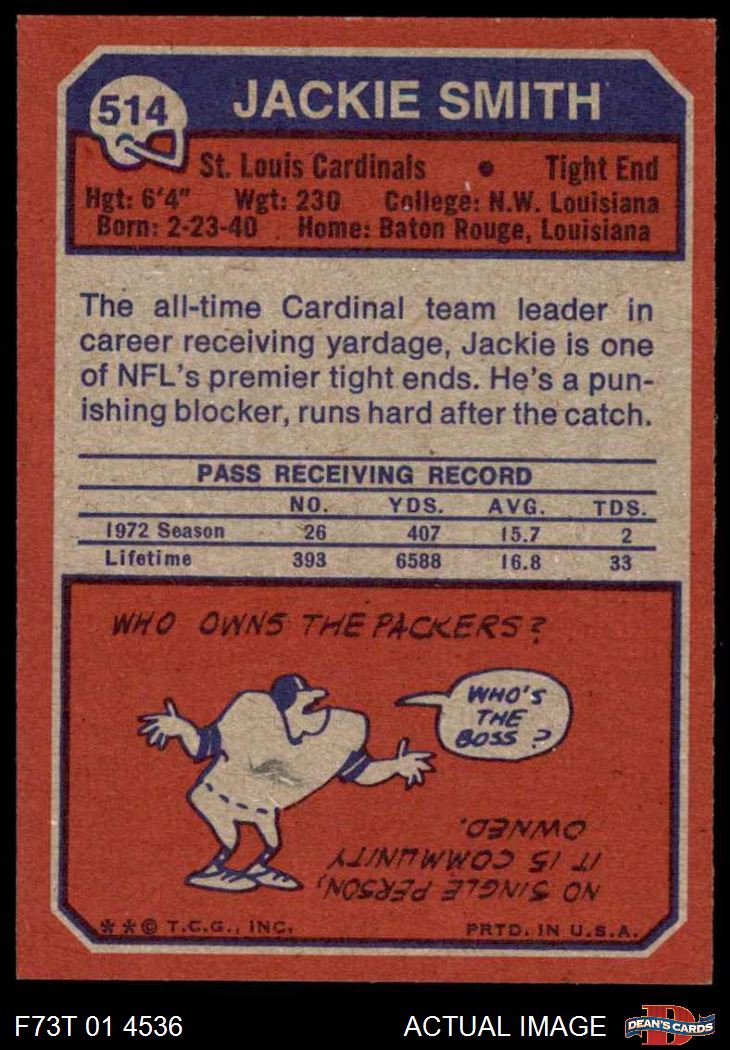 514
JACKIE SMITH
St. Louis Cardinals • Tight End
Hgt: 6'4" Wgt: 230 College: N.W. Louisiana
Born: 2-23-40 Home: Baton Rouge, Louisiana
The all-time Cardinal team leader in
career receiving yardage, Jackie is one
of NFL's premier tight ends. He's a pun-
ishing blocker, runs hard after the catch.
PASS RECEIVING RECORD
NO. YDS. AVG. TDS.
1972 Season 26 407 15.7 2
Lifetime 393 6588 16.8 33
WHO OWNS THE PACKERS?
WHO'S
THE
BOSS ?
NO SINGLE PERSON,
IT IS COMMUNITY
OWNED.
* * © T.C.G., INC. PRTD. IN U.S.A.
F73T 01 4536 ACTUAL IMAGE
D
DEAN'S CARDS